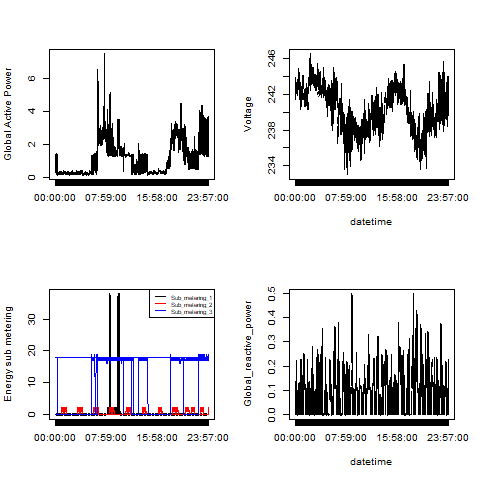 Global Active Power
0 2 4 6
00:00:00 07:59:00 15:58:00 23:57:00
Voltage
234 238 242 246
00:00:00 07:59:00 15:58:00 23:57:00
datetime
Energy sub metering
0 10 20 30
Sub_metering_1
Sub_metering_2
Sub_metering_3
00:00:00 07:59:00 15:58:00 23:57:00
Global_reactive_power
0.0 0.1 0.2 0.3 0.4 0.5
00:00:00 07:59:00 15:58:00 23:57:00
datetime